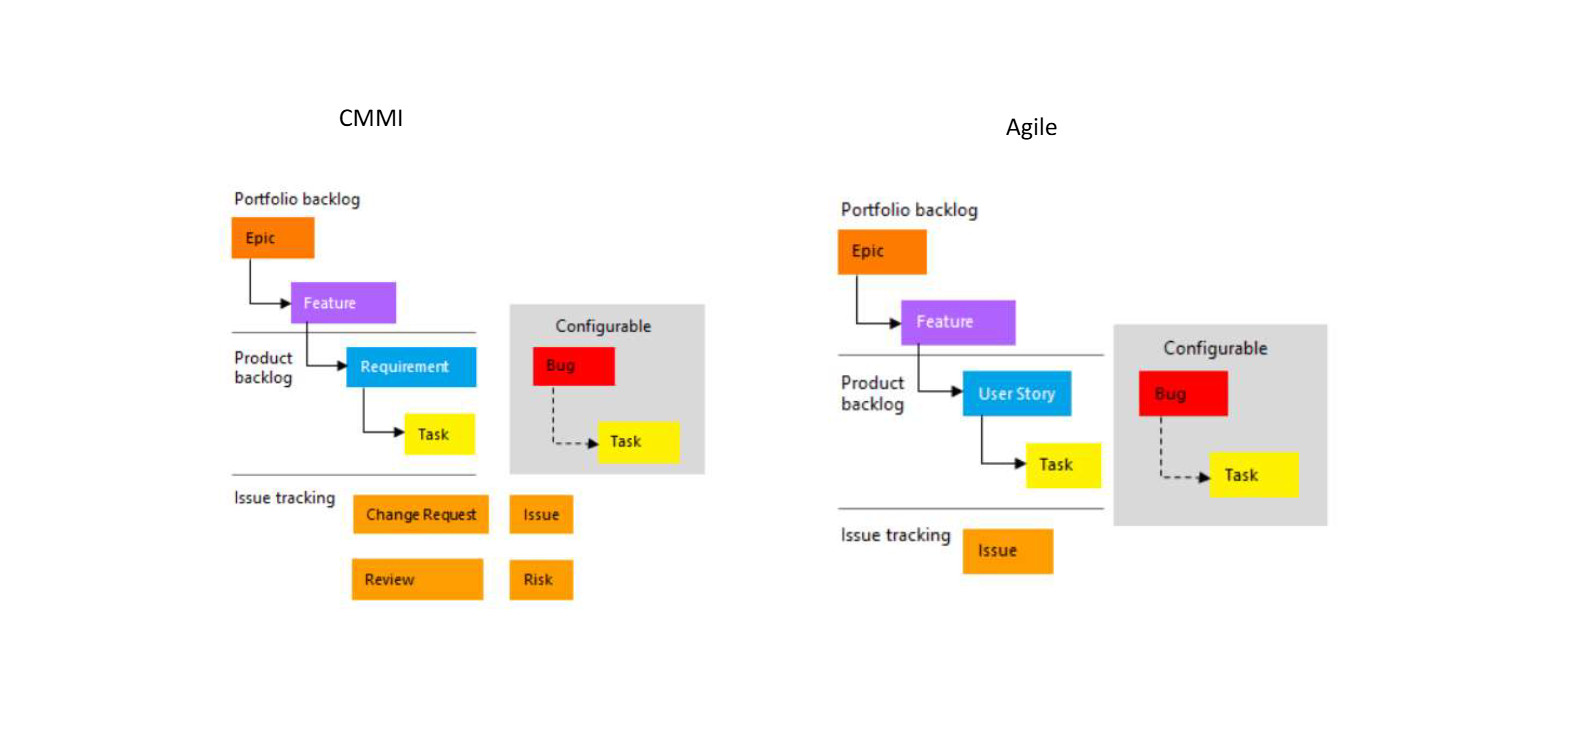 CMMI
Portfolio backlog
Epic
Feature
Configurable
Product
backlog
Requirement
Bug
Task
Task
Issue tracking
Change Request
Issue
Review
Risk
Agile
Portfolio backlog
Epic
Feature
Configurable
Product
backlog
User Story
Bug
Task
Task
Issue tracking
Issue